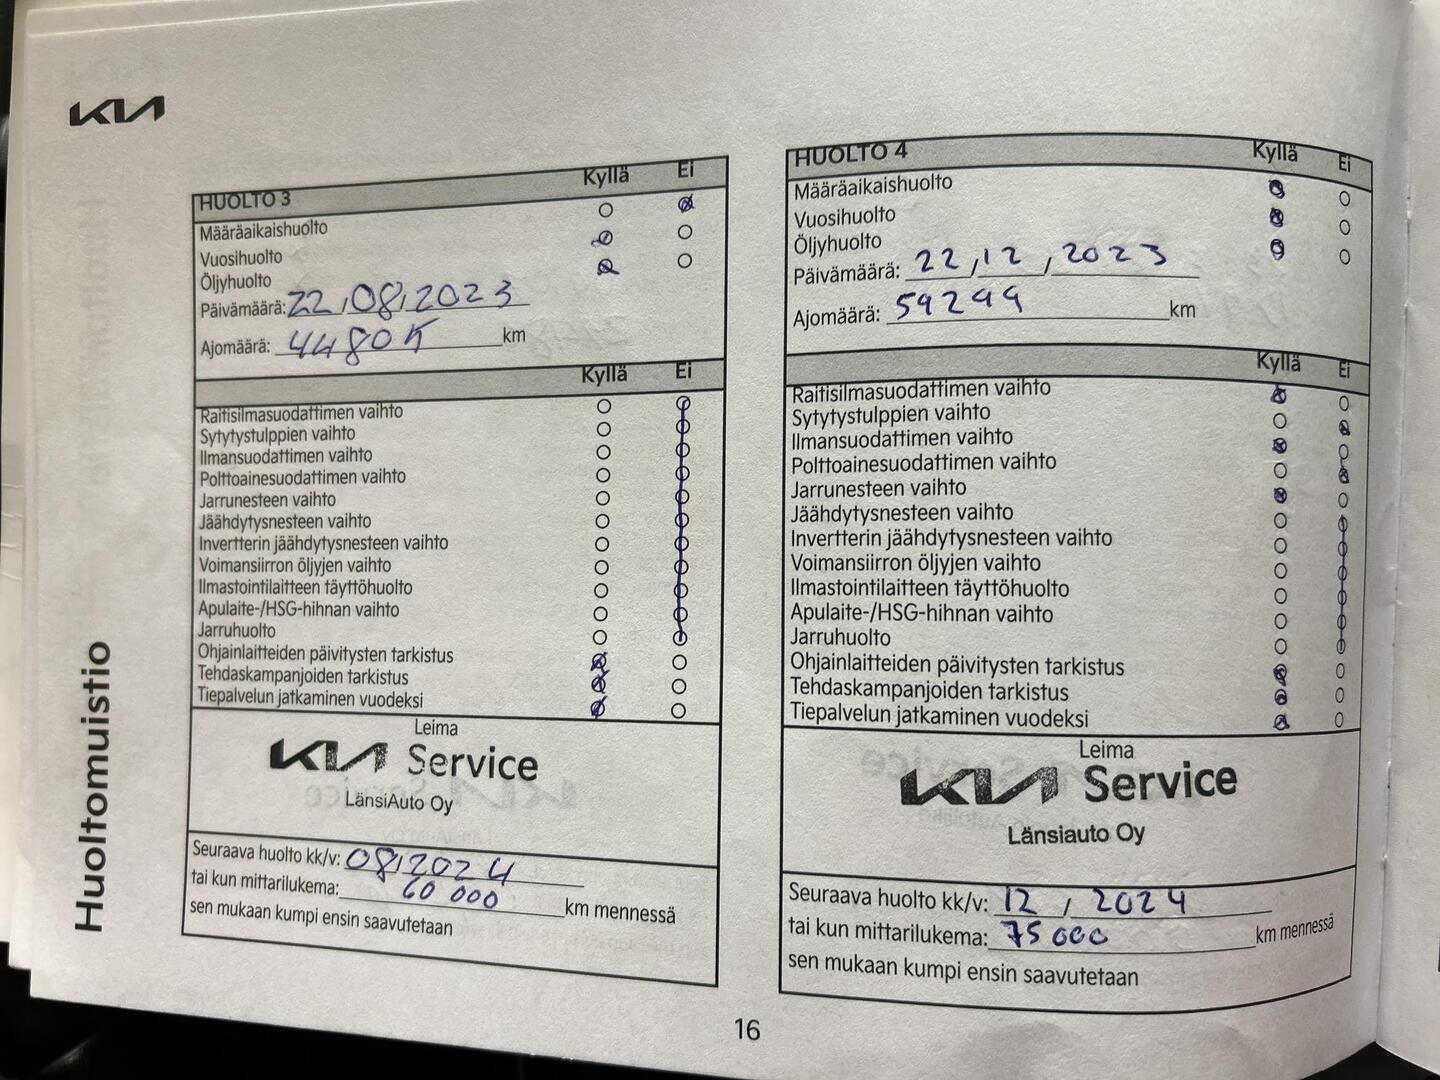 KIA
Huoltomuistio
HUOLTO 3 Kyllä Ei
Määräaikaishuolto
Vuosihuolto
Öljyhuolto
Päivämäärä: 22,08,2023
Ajomäärä: km
Kyllä Ei
Raitisilmasuodattimen vaihto
Sytytystulppien vaihto
Ilmansuodattimen vaihto
Polttoainesuodattimen vaihto
Jarrunesteen vaihto
Jäähdytysnesteen vaihto
Invertterin jäähdytysnesteen vaihto
Voimansiirron öljyjen vaihto
Ilmastointilaitteen täyttöhuolto
Apulaite-/HSG-hihnan vaihto
Jarruhuolto
Ohjainlaitteiden päivitysten tarkistus
Tehdaskampanjoiden tarkistus
Tiepalvelun jatkaminen vuodeksi
Leima
KIA Service
LänsiAuto Oy
Seuraava huolto kk/v: 08,2024
tai kun mittarilukema: 60 000 km mennessä
sen mukaan kumpi ensin saavutetaan
HUOLTO 4 Kyllä Ei
Määräaikaishuolto
Vuosihuolto
Öljyhuolto
Päivämäärä: 22,12,2023
Ajomäärä: 59299 km
Kyllä Ei
Raitisilmasuodattimen vaihto
Sytytystulppien vaihto
Ilmansuodattimen vaihto
Polttoainesuodattimen vaihto
Jarrunesteen vaihto
Jäähdytysnesteen vaihto
Invertterin jäähdytysnesteen vaihto
Voimansiirron öljyjen vaihto
Ilmastointilaitteen täyttöhuolto
Apulaite-/HSG-hihnan vaihto
Jarruhuolto
Ohjainlaitteiden päivitysten tarkistus
Tehdaskampanjoiden tarkistus
Tiepalvelun jatkaminen vuodeksi
Leima
KIA Service
Länsiauto Oy
Seuraava huolto kk/v: 12, 2024
tai kun mittarilukema: 75 000 km mennessä
sen mukaan kumpi ensin saavutetaan
16